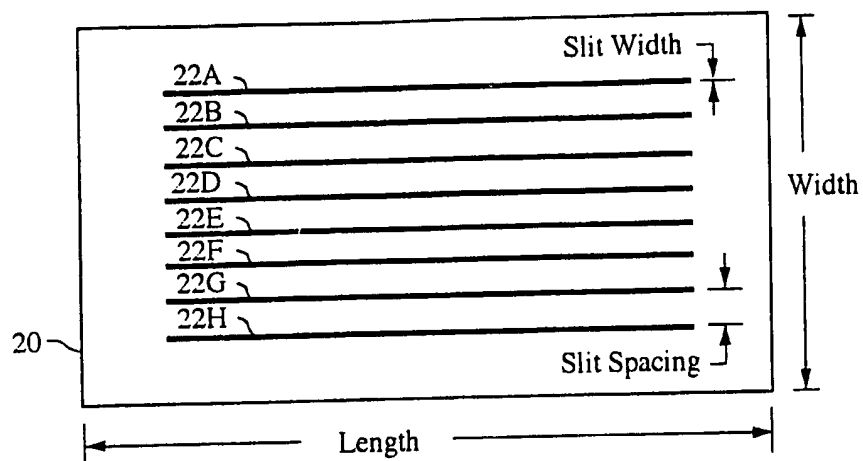 Slit Width
22A
22B
22C
22D
Width
22E
22F
22G
22H
20
Slit Spacing
Length